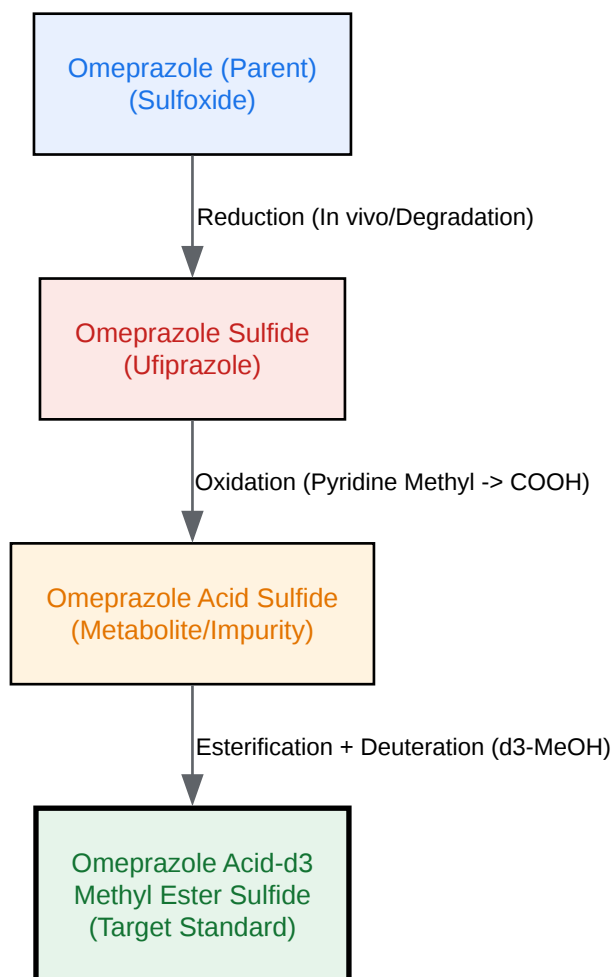 Omeprazole (Parent)
(Sulfoxide)
Reduction (In vivo/Degradation)
Omeprazole Sulfide
(Ufiprazole)
Oxidation (Pyridine Methyl -> COOH)
Omeprazole Acid Sulfide
(Metabolite/Impurity)
Esterification + Deuteration (d3-MeOH)
Omeprazole Acid-d3
Methyl Ester Sulfide
(Target Standard)